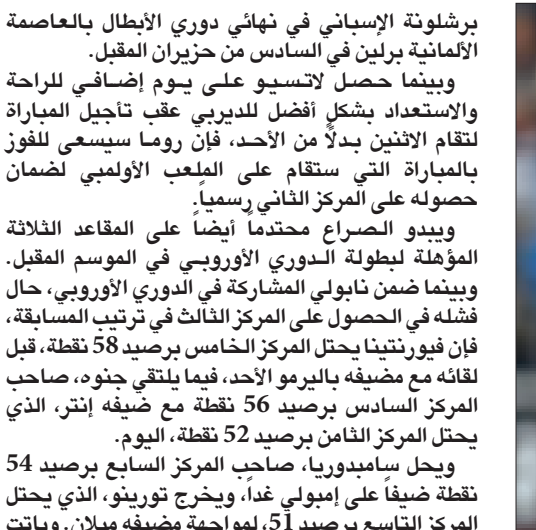 برشلونة الإسباني في نهائي دوري الأبطال بالعاصمة
الألمانية برلين في السادس من حزيران المقبل.
وبينما حصل لاتسيو على يوم إضافي للراحة
والاستعداد بشكلٍ أفضل للديربي عقب تأجيل المباراة
لتقام الاثنين بدلاً من الأحد، فإن روما سيسعى للفوز
بالمباراة التي ستقام على الملعب الأولمبي لضمان
حصوله على المركز الثاني رسمياً.
ويبدو الصراع محتدماً أيضاً على المقاعد الثلاثة
المؤهلة لبطولة الدوري الأوروبي في الموسم المقبل.
وبينما ضمن نابولي المشاركة في الدوري الأوروبي، حال
فشله في الحصول على المركز الثالث في ترتيب المسابقة،
فإن فيورنتينا يحتل المركز الخامس برصيد 58 نقطة، قبل
لقائه مع مضيفه باليرمو الأحد، فيما يلتقي جنوه، صاحب
المركز السادس برصيد 56 نقطة مع ضيفه إنتر، الذي
يحتل المركز الثامن برصيد 52 نقطة، اليوم.
ويحل سامبدوريا، صاحب المركز السابع برصيد 54
نقطة ضيفاً على إمبولي غداً، ويخرج تورينو، الذي يحتل
المركز التاسع برصيد 51، لمواجهة مضيفه ميلان. وباتت